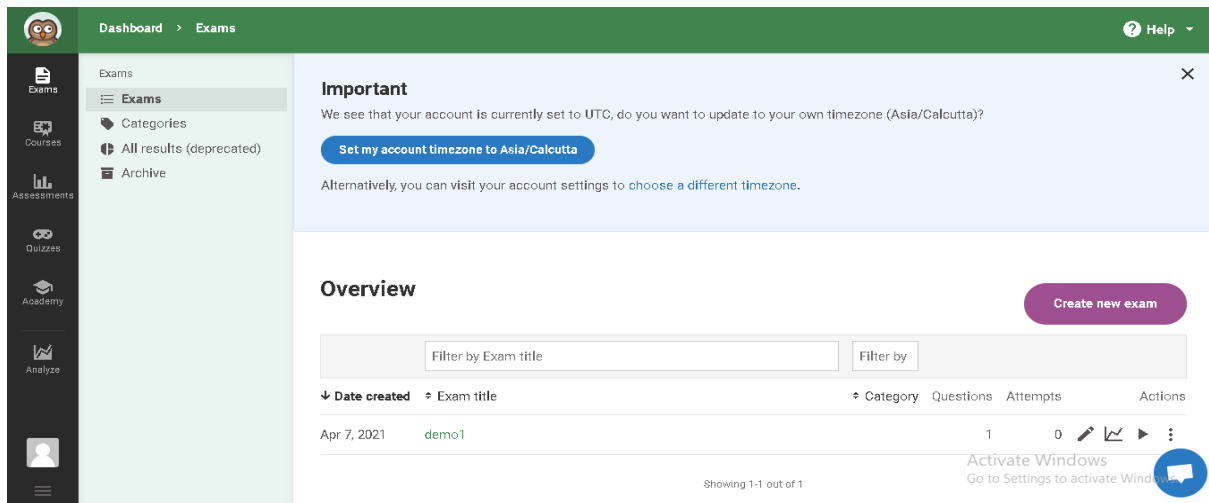 Dashboard > Exams
Help
Exams
Courses
Assessments
Quizzes
Academy
Analyze
Exams
Exams
Categories
All results (deprecated)
Archive
Important
We see that your account is currently set to UTC, do you want to update to your own timezone (Asia/Calcutta)?
Set my account timezone to Asia/Calcutta
Alternatively, you can visit your account settings to choose a different timezone.
Overview
Create new exam
Filter by Exam title Filter by
Date created Exam title Category Questions Attempts Actions
Apr 7, 2021 demo1 1 0
Showing 1-1 out of 1
Activate Windows
Go to Settings to activate Windows.